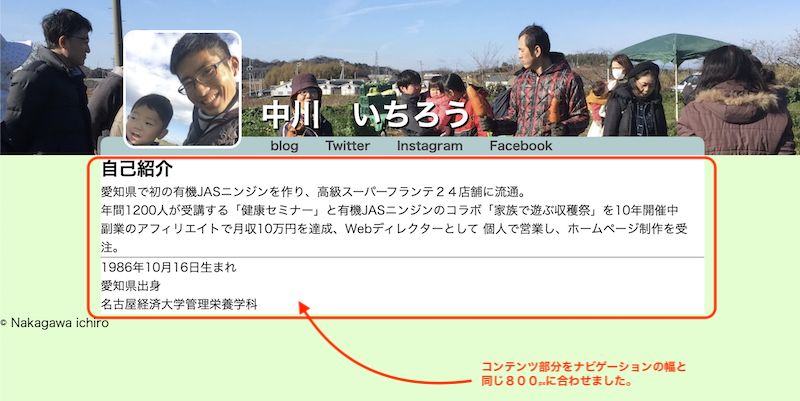 中川　いちろう
blog Twitter Instagram Facebook
自己紹介
愛知県で初の有機JASニンジンを作り、高級スーパーフランテ２４店舗に流通。
年間1200人が受講する「健康セミナー」と有機JASニンジンのコラボ「家族で遊ぶ収穫祭」を10年開催中
副業のアフィリエイトで月収10万円を達成、Webディレクターとして 個人で営業し、ホームページ制作を受
注。
1986年10月16日生まれ
愛知県出身
名古屋経済大学管理栄養学科
© Nakagawa ichiro
コンテンツ部分をナビゲーションの幅と
同じ８００㎰に合わせました。